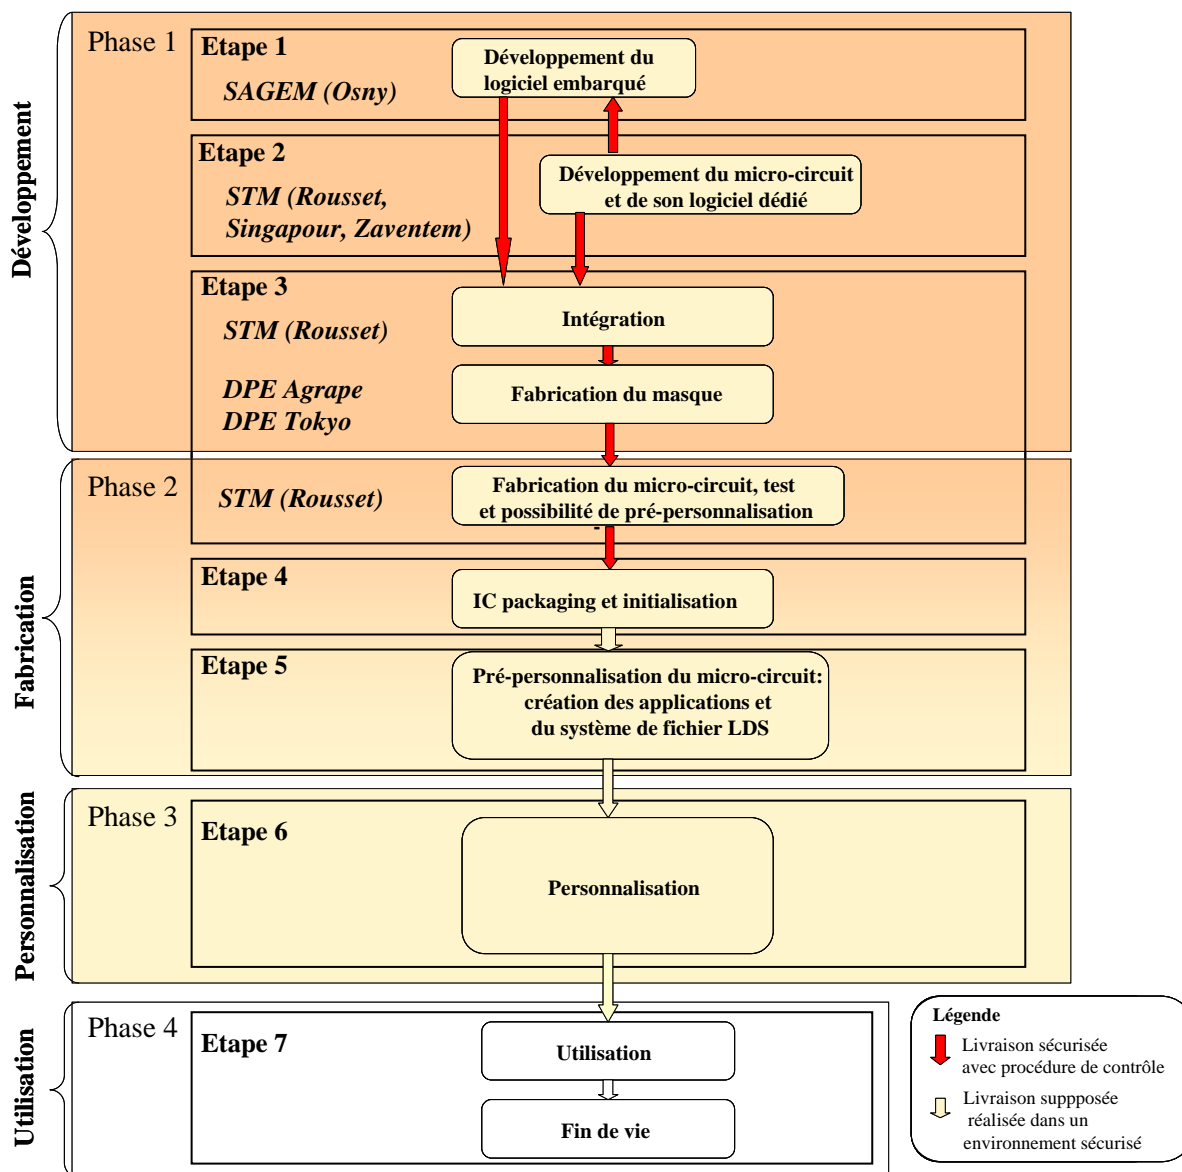 Développement
Phase 1
Etape 1
SAGEM (Osny)
Développement du
logiciel embarqué
Etape 2
STM (Rousset,
Singapour, Zaventem)
Développement du micro-circuit
et de son logiciel dédié
Etape 3
STM (Rousset)
Intégration
DPE Agrape
DPE Tokyo
Fabrication du masque
Fabrication
Phase 2
STM (Rousset)
Fabrication du micro-circuit, test
et possibilité de pré-personnalisation
-
Etape 4
IC packaging et initialisation
Etape 5
Pré-personnalisation du micro-circuit:
création des applications et
du système de fichier LDS
Personnalisation
Phase 3
Etape 6
Personnalisation
Utilisation
Phase 4
Etape 7
Utilisation
Fin de vie
Légende
Livraison sécurisée
avec procédure de contrôle
Livraison suppposée
réalisée dans un
environnement sécurisé